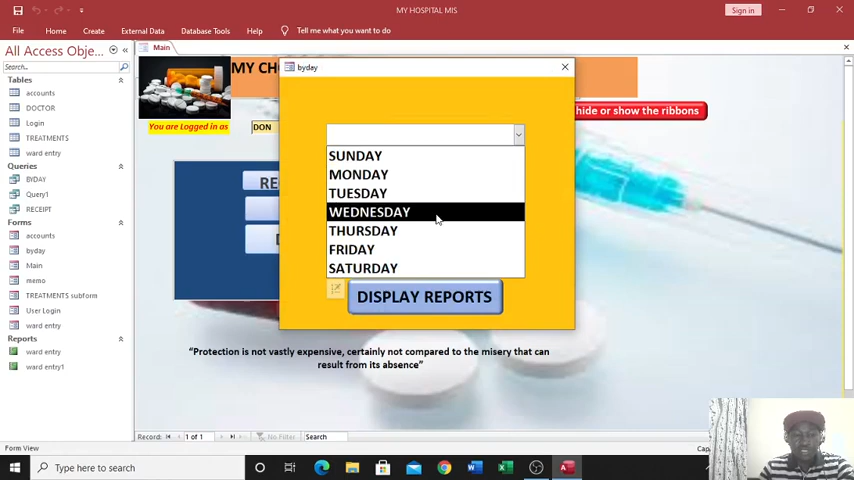 MY HOSPITAL MIS
Sign in
File Home Create External Data Database Tools Help Tell me what you want to do
All Access Obje...
Search...
Tables
accounts
DOCTOR
Login
TREATMENTS
ward entry
Queries
BYDAY
Query1
RECEIPT
Forms
accounts
byday
Main
memo
TREATMENTS subform
User Login
ward entry
Reports
ward entry
ward entry1
Main
MY CH
hide or show the ribbons
You are Logged in as
DON
RE
D
byday
SUNDAY
MONDAY
TUESDAY
WEDNESDAY
THURSDAY
FRIDAY
SATURDAY
DISPLAY REPORTS
“Protection is not vastly expensive, certainly not compared to the misery that can
result from its absence”
Record: 1 of 1 No Filter Search
Form View
Type here to search